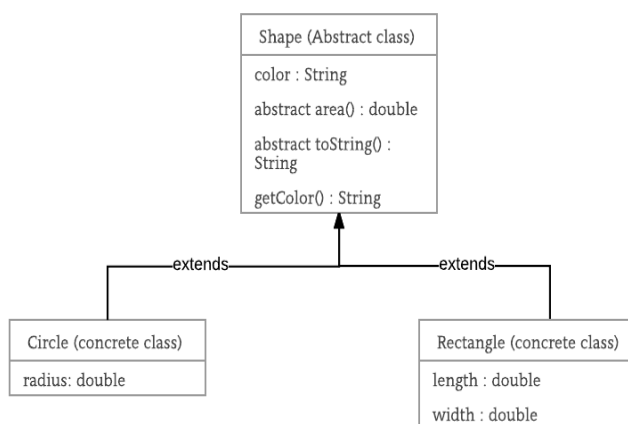 Shape (Abstract class)
color : String
abstract area() : double
abstract toString() :
String
getColor() : String
extends
extends
Circle (concrete class)
radius: double
Rectangle (concrete class)
length : double
width : double